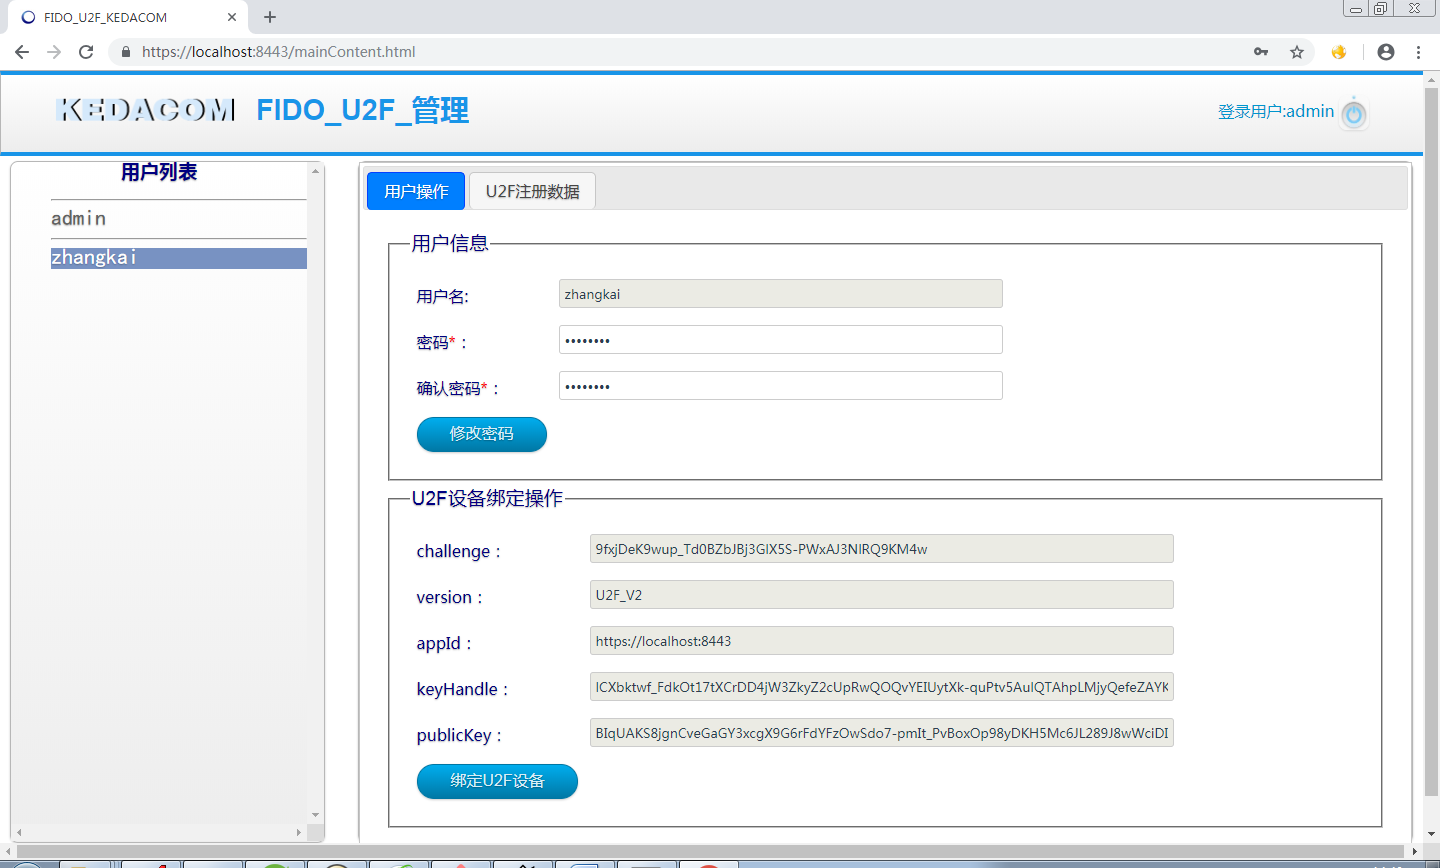 FIDO_U2F_KEDACOM
https://localhost:8443/mainContent.html
KEDACOM FIDO_U2F_管理
登录用户:admin
用户列表
admin
zhangkai
用户操作 U2F注册数据
用户信息
用户名: zhangkai
密码*： ••••••••
确认密码*： ••••••••
修改密码
U2F设备绑定操作
challenge： 9fxjDeK9wup_Td0BZbJBj3GlX5S-PWxAJ3NlRQ9KM4w
version： U2F_V2
appId： https://localhost:8443
keyHandle： lCXbktwf_FdkOt17tXCrDD4jW3ZkyZ2cUpRwQOQvYEIUytXk-quPtv5AulQTAhpLMjyQefeZAYK
publicKey： BIqUAKS8jgnCveGaGY3xcgX9G6rFdYFzOwSdo7-pmIt_PvBoxOp98yDKH5Mc6JL289J8wWciDI
绑定U2F设备